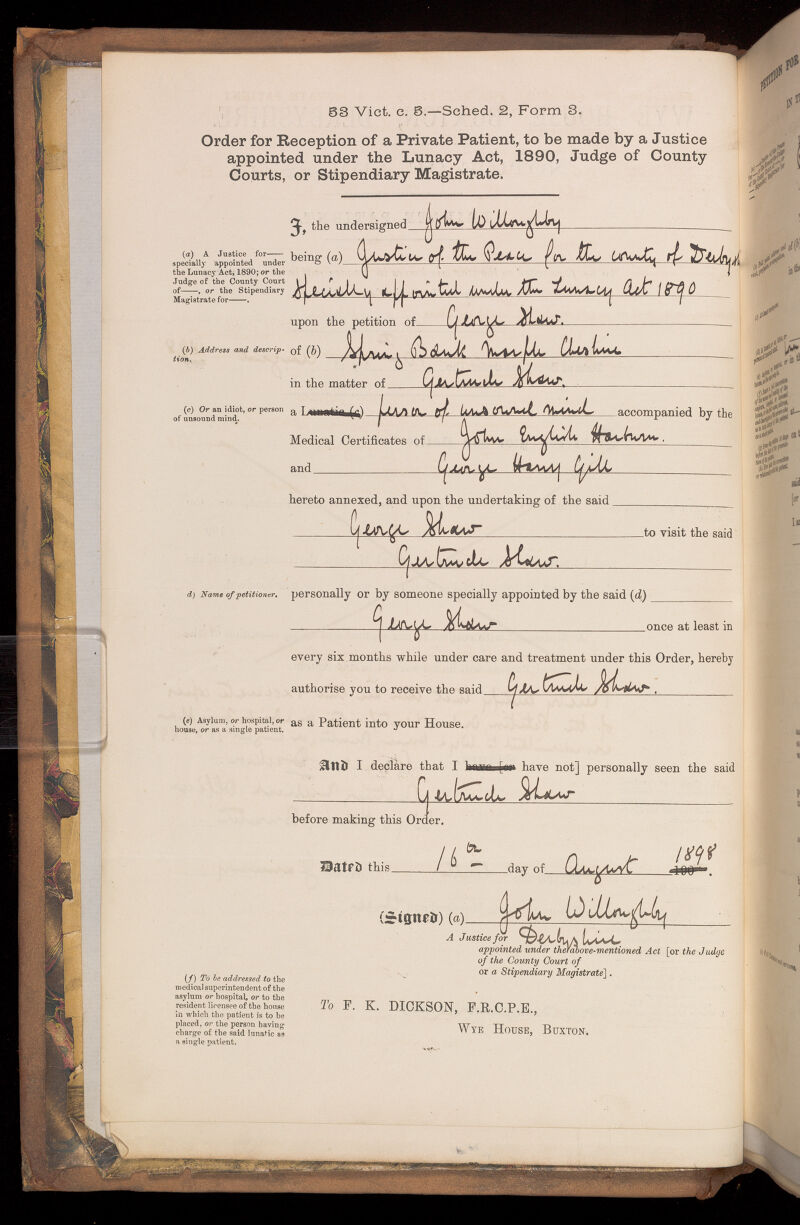 53 Vict. c. 5.—Sched. 2, Form 3.
Order for Reception of a Private Patient, to be made by a Justice
appointed under the Lunacy Act, 1890, Judge of County
Courts, or Stipendiary Magistrate.
I, the undersigned John Willoughby
(a) A Justice for——
specially appointed under
the Lunacy Act, 1890; or the
Judge of the County Court
of——, or the Stipendiary
Magistrate for——.
being (a) Justice of the Peace for the county of Derbysh
specially appointed under the Lunacy Act 1890
upon the petition of George Shaw.
(b) Address and descrip-
tion.
of (b) Spring Bank Marple Cheshire
in the matter of Gertrude Shaw.
(c) Or an idiot, or person
of unsound mind.
a Lunatic (c) person of unsound mind accompanied by the
Medical Certificates of John English Harburn.
and George Harry Gill
hereto annexed, and upon the undertaking of the said
George Shaw to visit the said
Gertrude Shaw.
d) Name of petitioner.
personally or by someone specially appointed by the said (d)
George Shaw once at least in
every six months while under care and treatment under this Order, hereby
authorise you to receive the said Gertrude Shaw.
(e) Asylum, or hospital, or
house, or as a single patient.
as a Patient into your House.
And I declare that I have [or have not] personally seen the said
Gertrude Shaw
before making this Order.
Dated this 16th day of August 1898.
(Signed) (a) John Willoughby
A Justice for Derbyshire
appointed under the above-mentioned Act [or the Judge
of the County Court of
or a Stipendiary Magistrate].
(f) To be addressed to the
medical superintendent of the
asylum or hospital, or to the
resident licensee of the house
in which the patient is to be
placed, or the person having
charge of the said lunatic as
a single patient.
To F. K. DICKSON, F.R.C.P.E.,
WYE HOUSE, BUXTON.
PETITION FOR